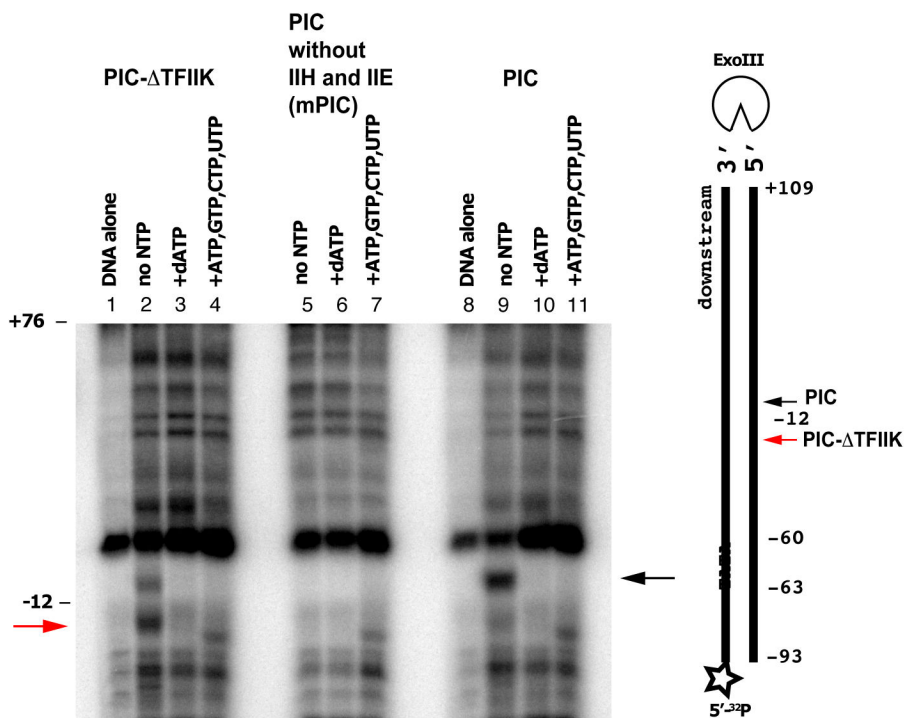 PIC-ΔTFIIK
PIC
without
IIH and IIE
(mPIC)
PIC
DNA alone
no NTP
+dATP
+ATP,GTP,CTP,UTP
no NTP
+dATP
+ATP,GTP,CTP,UTP
DNA alone
no NTP
+dATP
+ATP,GTP,CTP,UTP
1 2 3 4 5 6 7 8 9 10 11
+76
-12
ExoIII
3′ 5′
downstream
+109
PIC
-12
PIC-ΔTFIIK
-60
-63
-93
5′-32P